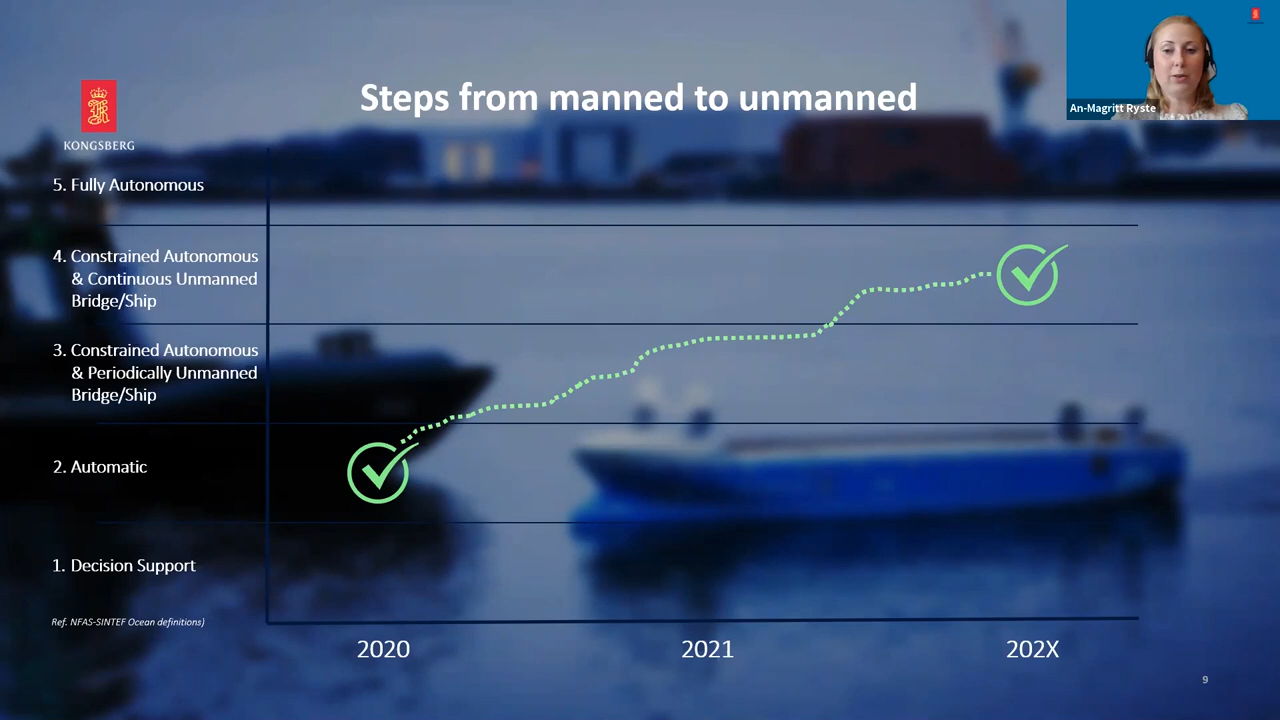 Steps from manned to unmanned
An-Magritt Ryste
KONGSBERG
5. Fully Autonomous
4. Constrained Autonomous
& Continuous Unmanned
Bridge/Ship
3. Constrained Autonomous
& Periodically Unmanned
Bridge/Ship
2. Automatic
1. Decision Support
Ref. NFAS-SINTEF Ocean definitions)
2020
2021
202X
9